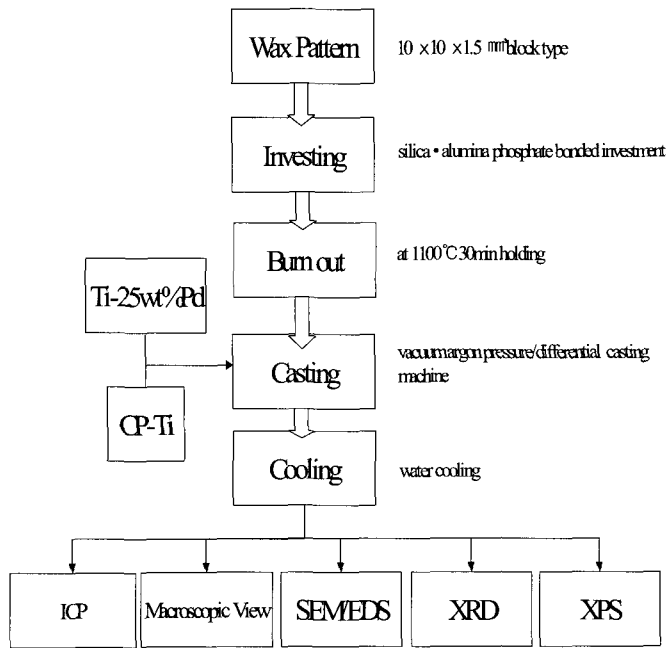 Wax Pattern
10 ×10 ×1.5 mm³ block type
Investing
silica • alumina phosphate bonded investment
Burn out
at 1100℃ 30min holding
Ti-25wt%Pd
Casting
vacuum argon pressure/differential casting
machine
CP-Ti
Cooling
water cooling
ICP
Macroscopic View
SEM/EDS
XRD
XPS